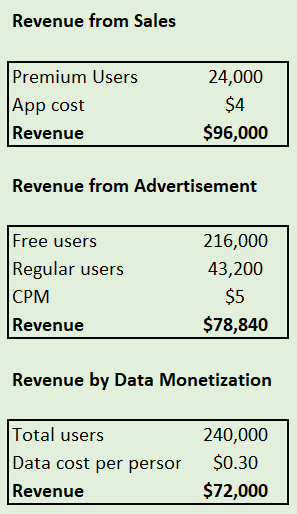 Revenue from Sales
Premium Users 24,000
App cost $4
Revenue $96,000
Revenue from Advertisement
Free users 216,000
Regular users 43,200
CPM $5
Revenue $78,840
Revenue by Data Monetization
Total users 240,000
Data cost per persor $0.30
Revenue $72,000